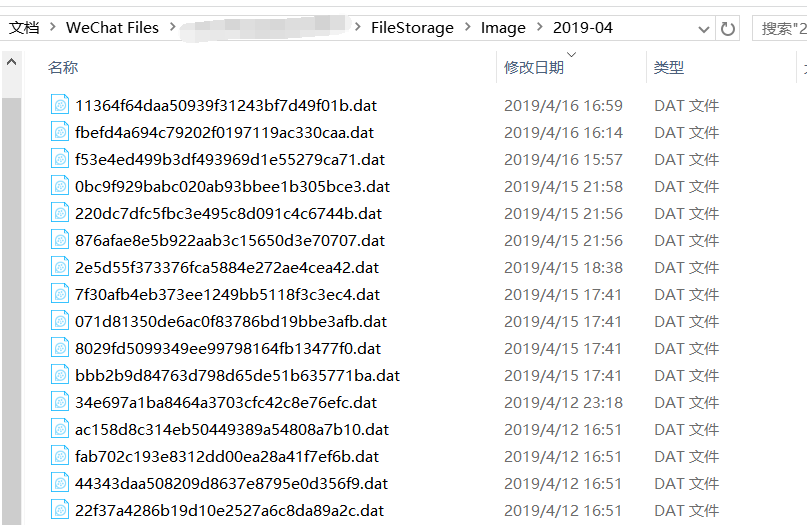 文档 WeChat Files FileStorage Image 2019-04 搜索"2
名称 修改日期 类型
11364f64daa50939f31243bf7d49f01b.dat 2019/4/16 16:59 DAT 文件
fbefd4a694c79202f0197119ac330caa.dat 2019/4/16 16:14 DAT 文件
f53e4ed499b3df493969d1e55279ca71.dat 2019/4/16 15:57 DAT 文件
0bc9f929babc020ab93bbee1b305bce3.dat 2019/4/15 21:58 DAT 文件
220dc7dfc5fbc3e495c8d091c4c6744b.dat 2019/4/15 21:56 DAT 文件
876afae8e5b922aab3c15650d3e70707.dat 2019/4/15 21:56 DAT 文件
2e5d55f373376fca5884e272ae4cea42.dat 2019/4/15 18:38 DAT 文件
7f30afb4eb373ee1249bb5118f3c3ec4.dat 2019/4/15 17:41 DAT 文件
071d81350de6ac0f83786bd19bbe3afb.dat 2019/4/15 17:41 DAT 文件
8029fd5099349ee99798164fb13477f0.dat 2019/4/15 17:41 DAT 文件
bbb2b9d84763d798d65de51b635771ba.dat 2019/4/15 17:41 DAT 文件
34e697a1ba8464a3703cfc42c8e76efc.dat 2019/4/12 23:18 DAT 文件
ac158d8c314eb50449389a54808a7b10.dat 2019/4/12 16:51 DAT 文件
fab702c193e8312dd00ea28a41f7ef6b.dat 2019/4/12 16:51 DAT 文件
44343daa508209d8637e8795e0d356f9.dat 2019/4/12 16:51 DAT 文件
22f37a4286b19d10e2527a6c8da89a2c.dat 2019/4/12 16:51 DAT 文件